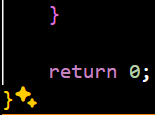 }
return 0;
}✨